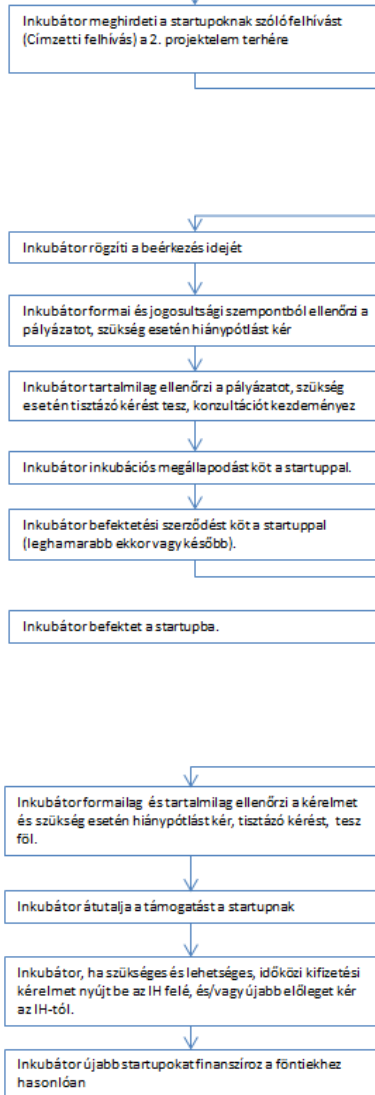 Inkubátor meghirdeti a startupoknak szóló felhívást
(Címzetti felhívás) a 2. projektelem terhére
Inkubátor rögzíti a beérkezés idejét
Inkubátor formai és jogosultsági szempontból ellenőrzi a
pályázatot, szükség esetén hiánypótlást kér
Inkubátor tartalmilag ellenőrzi a pályázatot, szükség
esetén tisztázó kérést tesz, konzultációt kezdeményez
Inkubátor inkubációs megállapodást köt a startuppal.
Inkubátor befektetési szerződést köt a startuppal
(leghamarabb ekkor vagy később).
Inkubátor befektet a startupba.
Inkubátor formailag és tartalmilag ellenőrzi a kérelmet
és szükség esetén hiánypótlást kér, tisztázó kérést, tesz
föl.
Inkubátor átutalja a támogatást a startupnak
Inkubátor, ha szükséges és lehetséges, időközi kifizetési
kérelmet nyújt be az IH felé, és/vagy újabb előleget kér
az IH-tól.
Inkubátor újabb startupokat finanszíroz a föntiekhez
hasonlóan